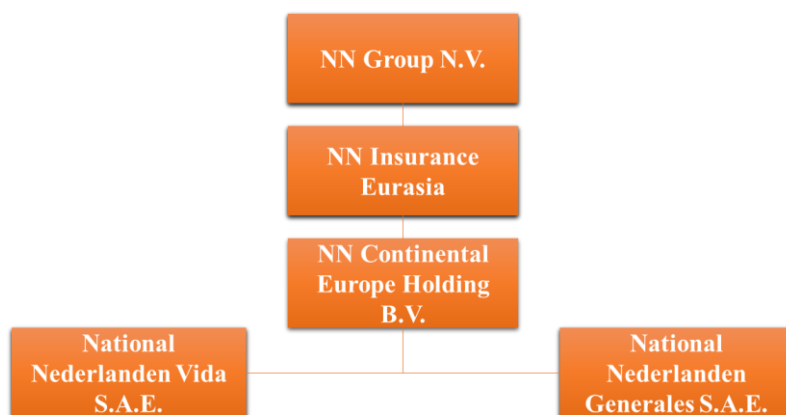 NN Group N.V.
NN Insurance
Eurasia
NN Continental
Europe Holding
B.V.
National
Nederlanden Vida
S.A.E.
National
Nederlanden
Generales S.A.E.